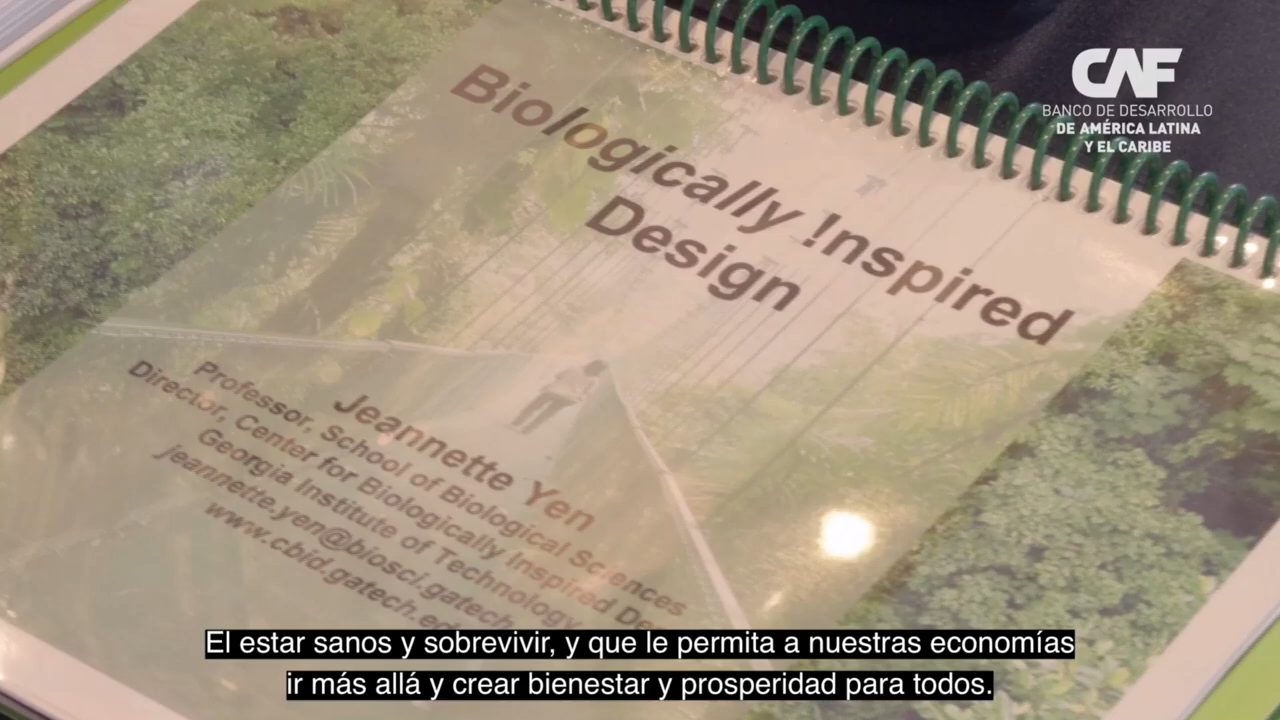 CAF
BANCO DE DESARROLLO
DE AMÉRICA LATINA
Y EL CARIBE
Biologically !nspired
Design
Jeannette Yen
Professor, School of Biological Sciences
Director, Center for Biologically Inspired
Georgia Institute of Technology
jeannette.yen@biosci.gatech
www.cbid.gatech.ed
El estar sanos y sobrevivir, y que le permita a nuestras economías
ir más allá y crear bienestar y prosperidad para todos.